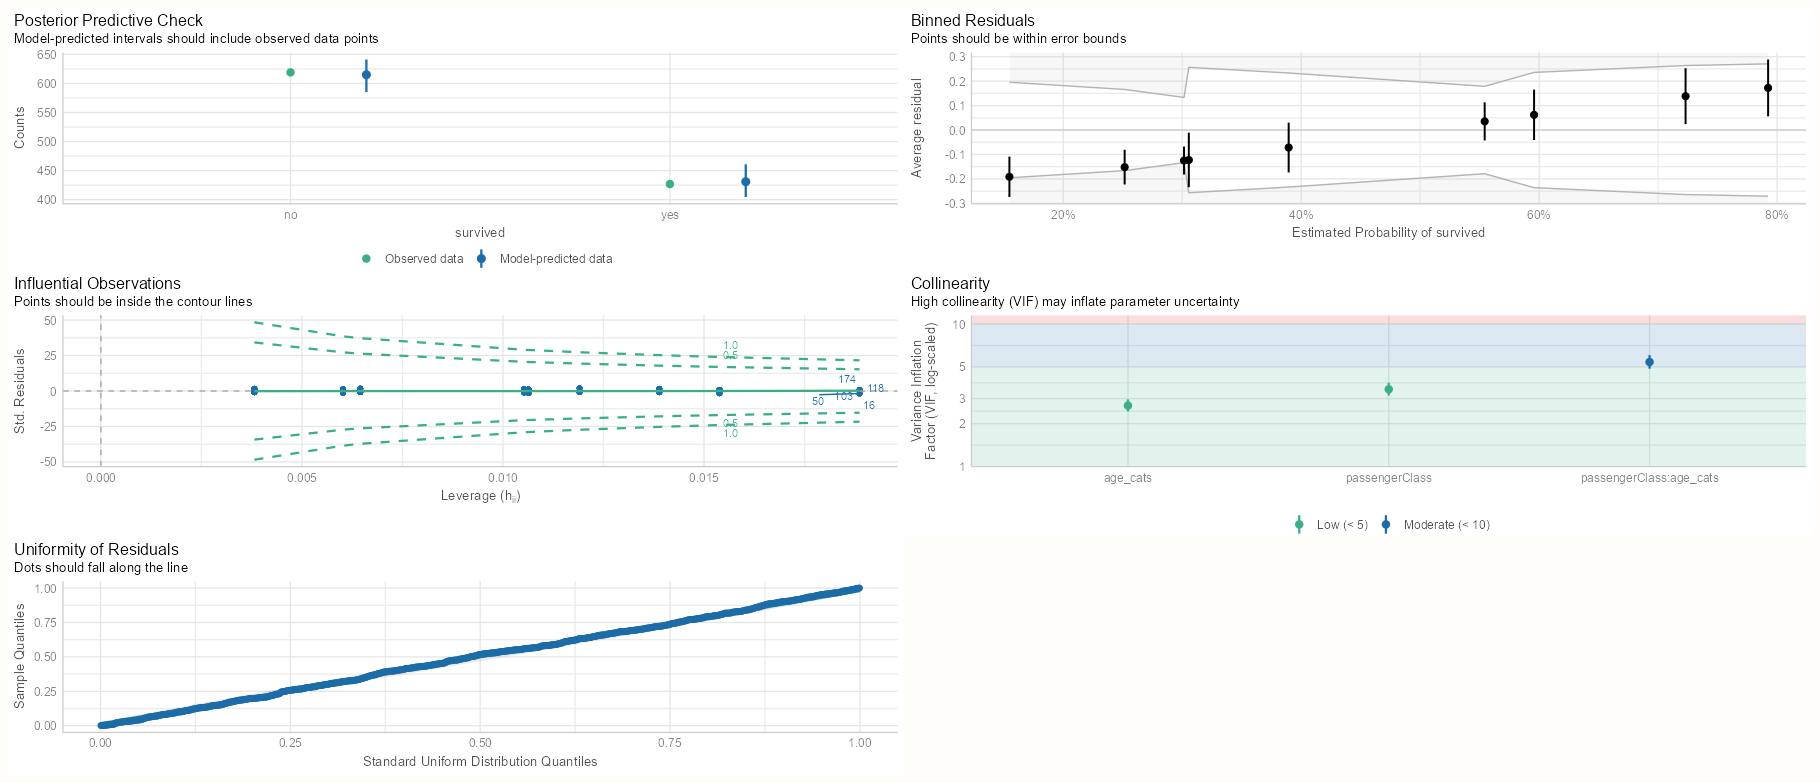 Posterior Predictive Check
Model-predicted intervals should include observed data points
650
600
550
500
450
400
Counts
no
yes
survived
Observed data
Model-predicted data
Binned Residuals
Points should be within error bounds
0.3
0.2
0.1
0.0
-0.1
-0.2
-0.3
Average residual
20%
40%
60%
80%
Estimated Probability of survived
Influential Observations
Points should be inside the contour lines
50
25
0
-25
-50
Std. Residuals
1.0
0.5
174
118
103
50
16
0.5
1.0
0.000
0.005
0.010
0.015
Leverage (hii)
Collinearity
High collinearity (VIF) may inflate parameter uncertainty
10
5
3
2
1
Variance Inflation
Factor (VIF, log-scaled)
age_cats
passengerClass
passengerClass:age_cats
Low (< 5)
Moderate (< 10)
Uniformity of Residuals
Dots should fall along the line
1.00
0.75
0.50
0.25
0.00
Sample Quantiles
0.00
0.25
0.50
0.75
1.00
Standard Uniform Distribution Quantiles